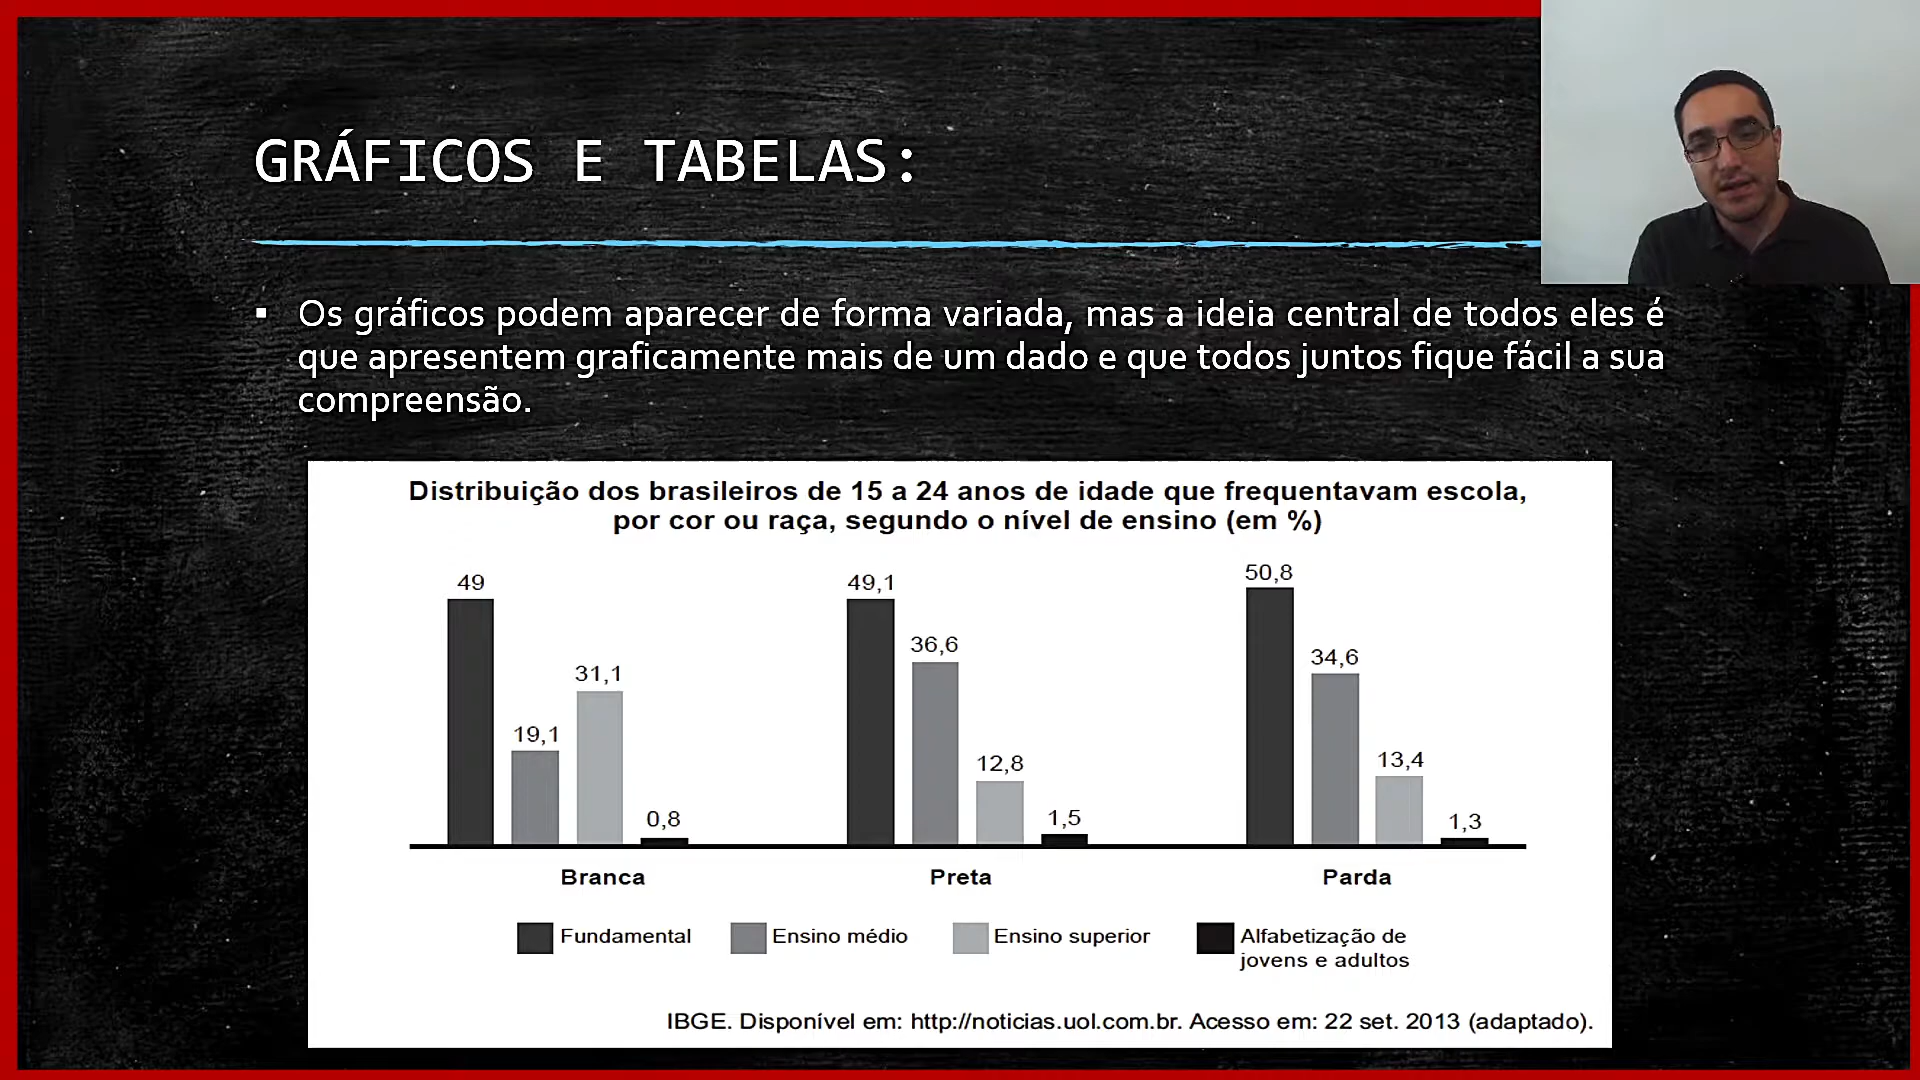 GRÁFICOS E TABELAS:
▪ Os gráficos podem aparecer de forma variada, mas a ideia central de todos eles é
que apresentem graficamente mais de um dado e que todos juntos fique fácil a sua
compreensão.
Distribuição dos brasileiros de 15 a 24 anos de idade que frequentavam escola,
por cor ou raça, segundo o nível de ensino (em %)
49 19,1 31,1 0,8
49,1 36,6 12,8 1,5
50,8 34,6 13,4 1,3
Branca Preta Parda
Fundamental Ensino médio Ensino superior Alfabetização de
jovens e adultos
IBGE. Disponível em: http://noticias.uol.com.br. Acesso em: 22 set. 2013 (adaptado).